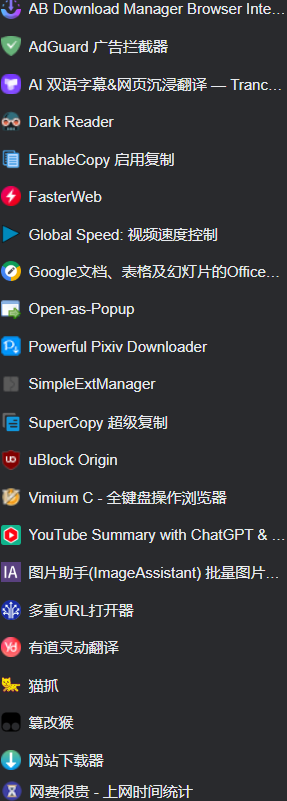 AB Download Manager Browser Inte...
AdGuard 广告拦截器
AI 双语字幕&网页沉浸翻译 — Tranc...
Dark Reader
EnableCopy 启用复制
FasterWeb
Global Speed: 视频速度控制
Google文档、表格及幻灯片的Office...
Open-as-Popup
Powerful Pixiv Downloader
SimpleExtManager
SuperCopy 超级复制
uBlock Origin
Vimium C - 全键盘操作浏览器
YouTube Summary with ChatGPT & ...
IA 图片助手(ImageAssistant) 批量图片...
多重URL打开器
有道灵动翻译
猫抓
篡改猴
网站下载器
网费很贵 - 上网时间统计